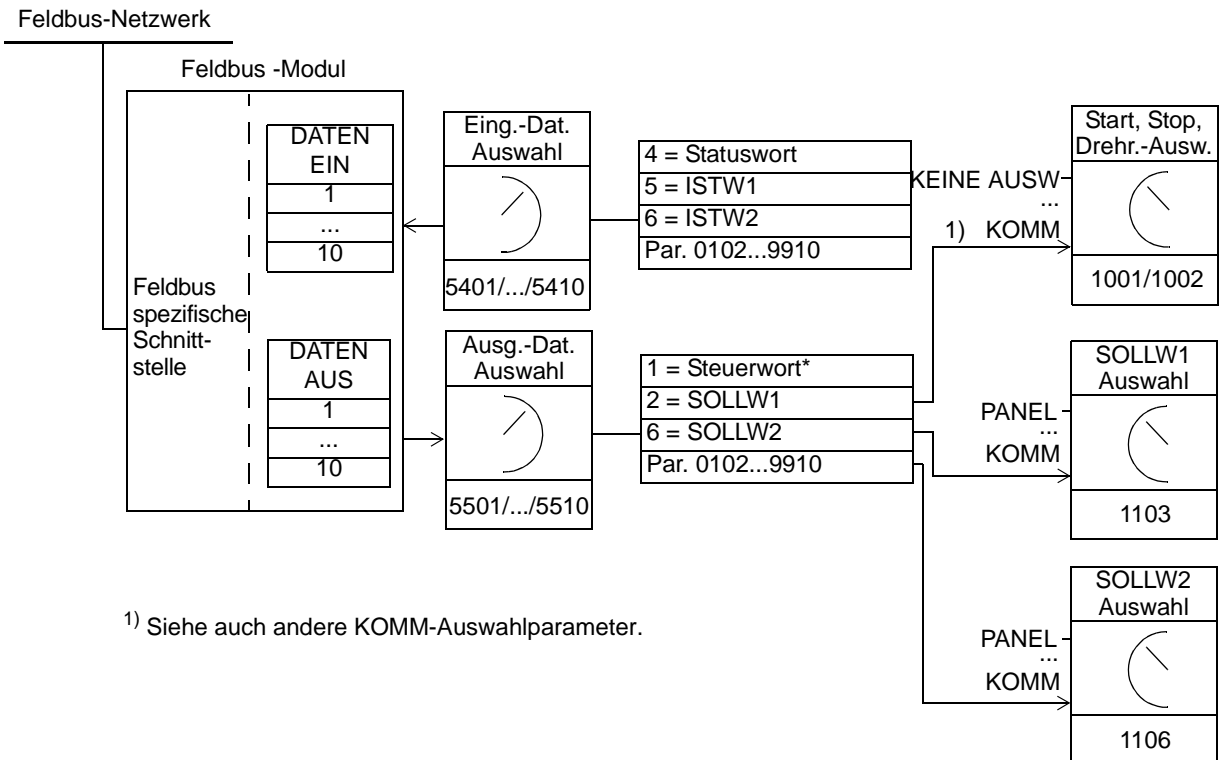 Feldbus-Netzwerk
Feldbus -Modul
Feldbus
spezifische
Schnitt-
stelle
DATEN
EIN
1
...
10
DATEN
AUS
1
...
10
Eing.-Dat.
Auswahl
5401/.../5410
Ausg.-Dat.
Auswahl
5501/.../5510
4 = Statuswort
5 = ISTW1
6 = ISTW2
Par. 0102...9910
1 = Steuerwort*
2 = SOLLW1
6 = SOLLW2
Par. 0102...9910
Start, Stop,
Drehr.-Ausw.
KEINE AUSW
...
1) KOMM
1001/1002
SOLLW1
Auswahl
PANEL
...
KOMM
1103
SOLLW2
Auswahl
PANEL
...
KOMM
1106
1) Siehe auch andere KOMM-Auswahlparameter.